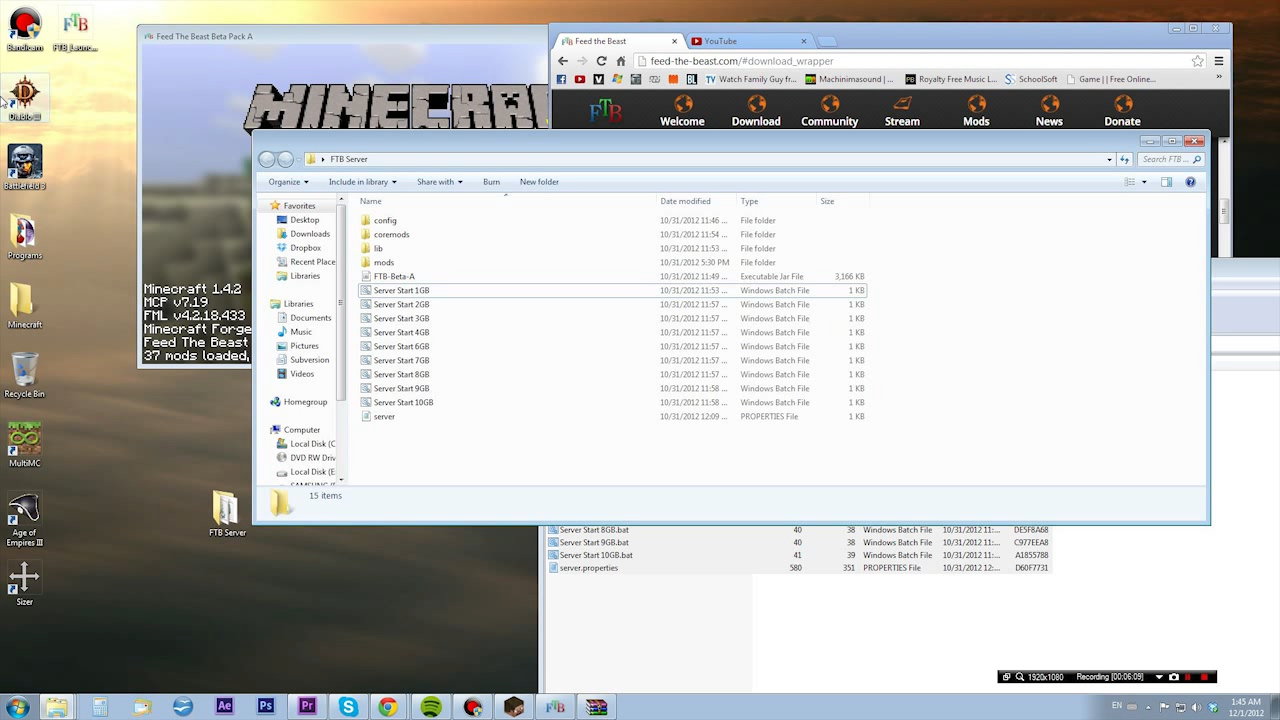 Bandicam
FTB_Launc...
Diablo III
Battlefield 3
Programs
Minecraft
Recycle Bin
MultiMC
Age of
Empires III
Sizer
FTB Server
Feed The Beast Beta Pack A
Minecraft 1.4.2
MCP v7.19
FML v4.2.18.433
Minecraft Forge
Feed The Beast
37 mods loaded,
Feed the Beast
YouTube
feed-the-beast.com/#download_wrapper
Watch Family Guy fr...
Machinimasound | ...
Royalty Free Music L...
SchoolSoft
Game | | Free Online...
FTB
Welcome
Download
Community
Stream
Mods
News
Donate
FTB Server
Search FTB ...
Organize
Include in library
Share with
Burn
New folder
Name
Date modified
Type
Size
Favorites
Desktop
Downloads
Dropbox
Recent Place
Libraries
Libraries
Documents
Music
Pictures
Subversion
Videos
Homegroup
Computer
Local Disk (C
DVD RW Driv
Local Disk (E
config 10/31/2012 11:46 ... File folder
coremods 10/31/2012 11:54 ... File folder
lib 10/31/2012 11:53 ... File folder
mods 10/31/2012 5:30 PM File folder
FTB-Beta-A 10/31/2012 11:49 ... Executable Jar File 3,166 KB
Server Start 1GB 10/31/2012 11:53 ... Windows Batch File 1 KB
Server Start 2GB 10/31/2012 11:57 ... Windows Batch File 1 KB
Server Start 3GB 10/31/2012 11:57 ... Windows Batch File 1 KB
Server Start 4GB 10/31/2012 11:57 ... Windows Batch File 1 KB
Server Start 6GB 10/31/2012 11:57 ... Windows Batch File 1 KB
Server Start 7GB 10/31/2012 11:57 ... Windows Batch File 1 KB
Server Start 8GB 10/31/2012 11:57 ... Windows Batch File 1 KB
Server Start 9GB 10/31/2012 11:58 ... Windows Batch File 1 KB
Server Start 10GB 10/31/2012 11:58 ... Windows Batch File 1 KB
server 10/31/2012 12:09 ... PROPERTIES File 1 KB
15 items
Server Start 8GB.bat 40 38 Windows Batch File 10/31/2012 11:... DE5F8A68
Server Start 9GB.bat 40 38 Windows Batch File 10/31/2012 11:... C977EEA8
Server Start 10GB.bat 41 39 Windows Batch File 10/31/2012 11:... A1855788
server.properties 580 351 PROPERTIES File 10/31/2012 12:... D60F7731
1920x1080 Recording [00:06:09]
EN
1:45 AM
12/1/2012